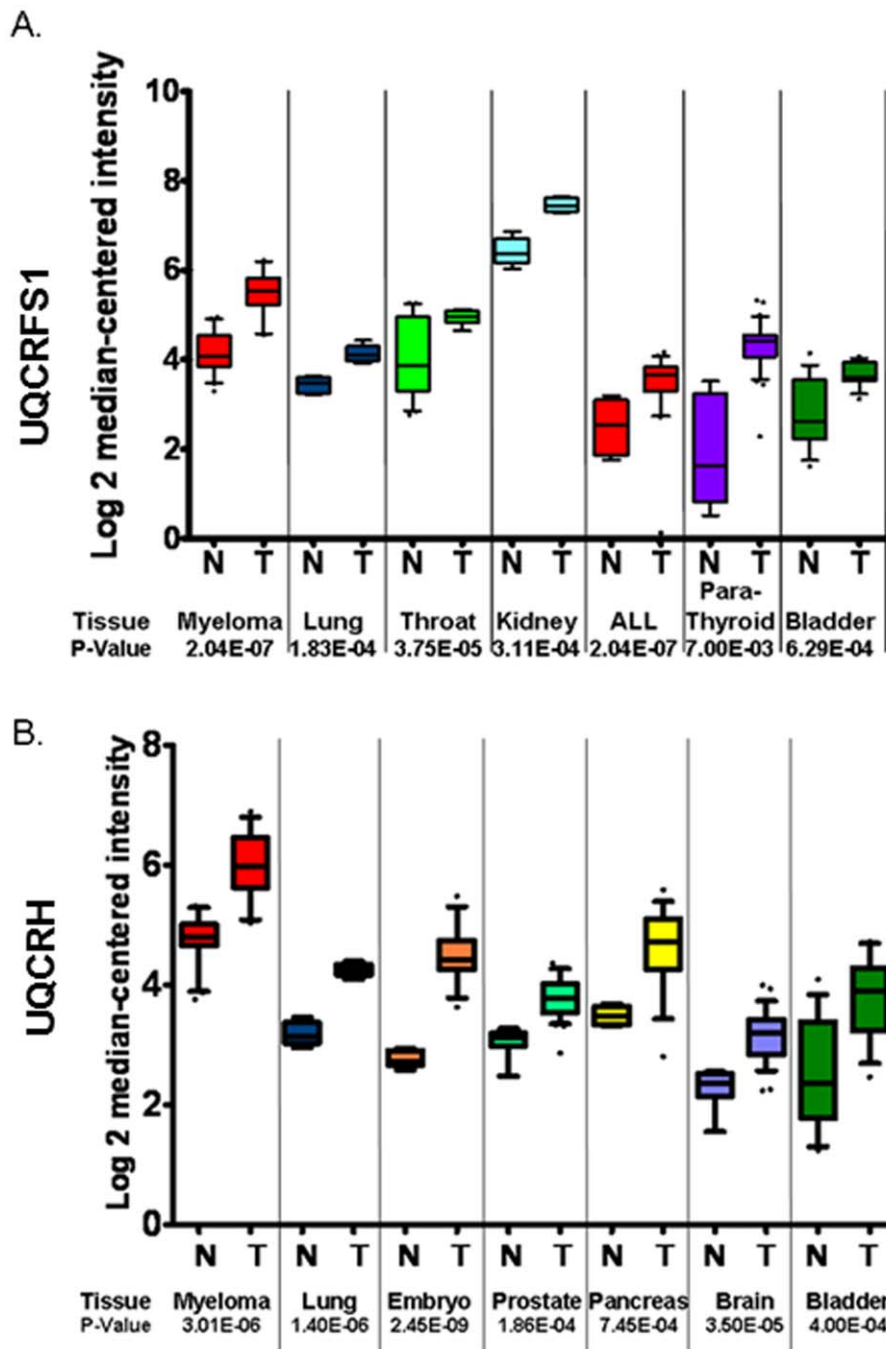 A.
UQCRFS1
Log 2 median-centered intensity
10
8
6
4
2
0
N T N T N T N T N T N T N T
Tissue Myeloma Lung Throat Kidney ALL Para-Thyroid Bladder
P-Value 2.04E-07 1.83E-04 3.75E-05 3.11E-04 2.04E-07 7.00E-03 6.29E-04
B.
UQCRH
Log 2 median-centered intensity
8
6
4
2
0
N T N T N T N T N T N T N T
Tissue Myeloma Lung Embryo Prostate Pancreas Brain Bladder
P-Value 3.01E-06 1.40E-06 2.45E-09 1.86E-04 7.45E-04 3.50E-05 4.00E-04